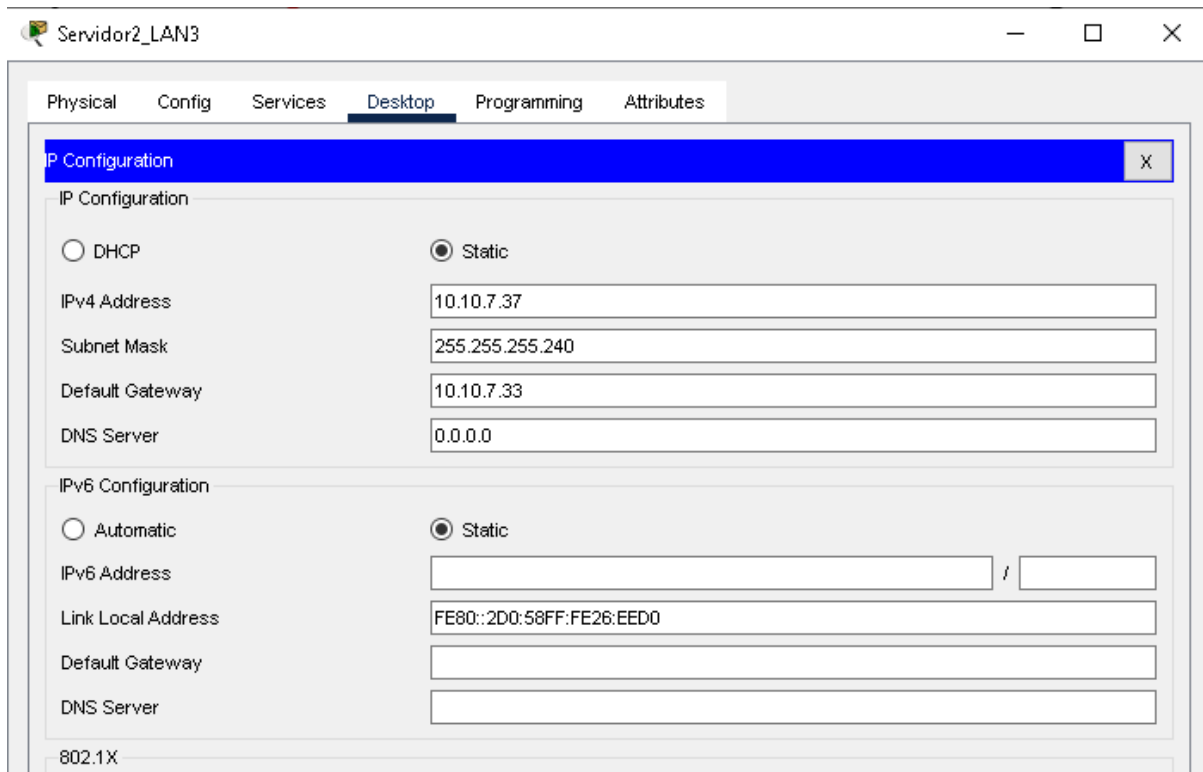 Servidor2_LAN3
Physical Config Services Desktop Programming Attributes
IP Configuration X
IP Configuration
DHCP Static
IPv4 Address 10.10.7.37
Subnet Mask 255.255.255.240
Default Gateway 10.10.7.33
DNS Server 0.0.0.0
IPv6 Configuration
Automatic Static
IPv6 Address /
Link Local Address FE80::2D0:58FF:FE26:EED0
Default Gateway
DNS Server
802.1X